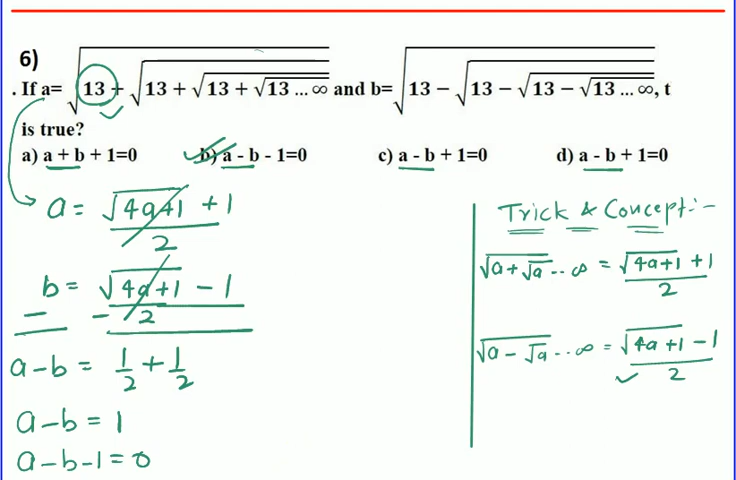 6)
. If a= √13 + √13 + √13 + √13 ... ∞ and b= √13 − √13 − √13 − √13 ... ∞, t
is true?
a) a + b + 1=0 b) a - b - 1=0 c) a - b + 1=0 d) a - b + 1=0
a = √4a+1 + 1 / 2
b = √4a+1 - 1 / 2
a-b = 1/2 + 1/2
a-b = 1
a-b-1=0
Trick & Concept:-
√a+√a...∞ = √4a+1 +1 / 2
√a-√a...∞ = √4a+1 -1 / 2